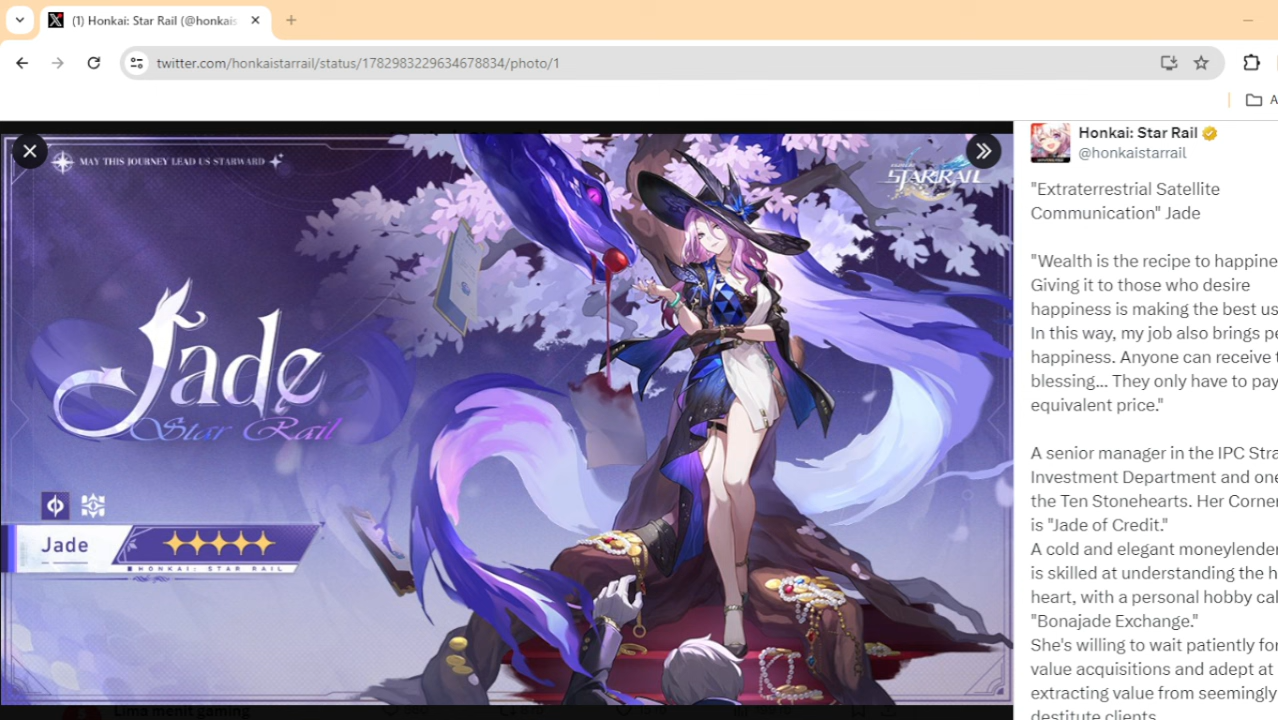 (1) Honkai: Star Rail (@honkais
twitter.com/honkaistarrail/status/1782983229634678834/photo/1
A
MAY THIS JOURNEY LEAD US STARWARD
STAR RAIL
Jade
Star Rail
Jade
HONKAI: STAR RAIL
Lima menit gaming
Honkai: Star Rail
@honkaistarrail
"Extraterrestrial Satellite
Communication" Jade
"Wealth is the recipe to happine
Giving it to those who desire
happiness is making the best us
In this way, my job also brings pe
happiness. Anyone can receive t
blessing... They only have to pay
equivalent price."
A senior manager in the IPC Stra
Investment Department and one
the Ten Stonehearts. Her Corner
is "Jade of Credit."
A cold and elegant moneylender
is skilled at understanding the h
heart, with a personal hobby cal
"Bonajade Exchange."
She's willing to wait patiently for
value acquisitions and adept at
extracting value from seemingly
destitute clients